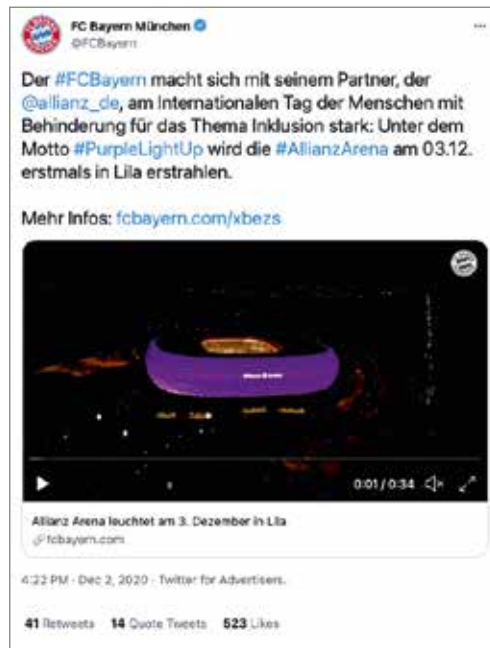 FC Bayern München
@FCBayern
Der #FCBayern macht sich mit seinem Partner, der
@allianz_de, am Internationalen Tag der Menschen mit
Behinderung für das Thema Inklusion stark: Unter dem
Motto #PurpleLightUp wird die #AllianzArena am 03.12.
erstmals in Lila erstrahlen.
Mehr Infos: fcbayern.com/xbezs
Allianz Arena
0:01 / 0:34
Allianz Arena leuchtet am 3. Dezember in Lila
fcbayern.com
4:22 PM · Dec 2, 2020 · Twitter for Advertisers.
41 Retweets 14 Quote Tweets 523 Likes